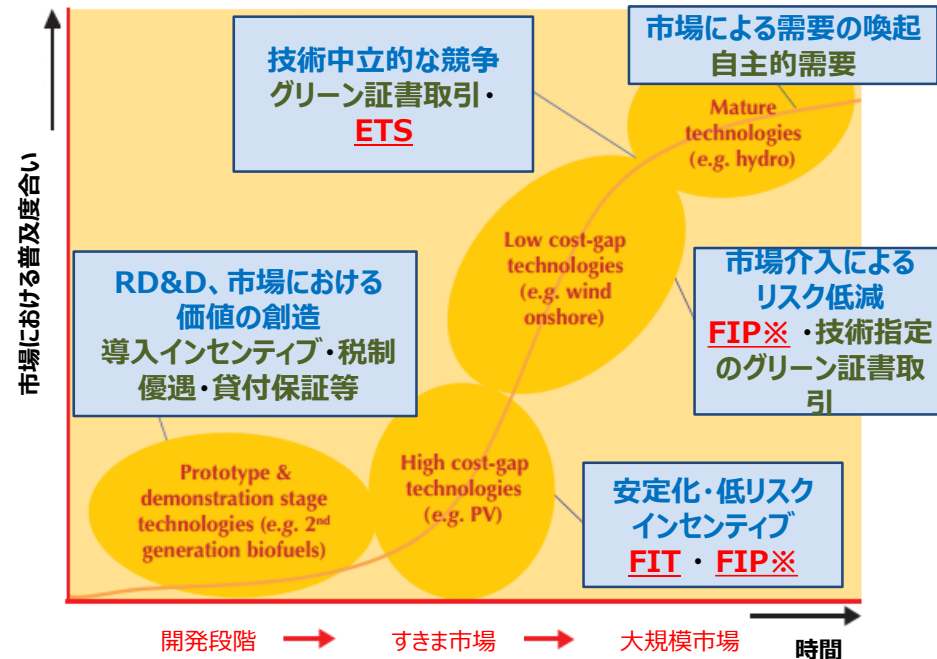 市場による需要の喚起
自主的需要
技術中立的な競争
グリーン証書取引・
ETS
Mature
technologies
(e.g. hydro)
市場における普及度合い
Low cost-gap
technologies
(e.g. wind
onshore)
市場介入による
リスク低減
FIP※ ・技術指定
のグリーン証書取
引
RD&D、市場における
価値の創造
導入インセンティブ・税制
優遇・貸付保証等
High cost-gap
technologies
(e.g. PV)
Prototype &
demonstration stage
technologies (e.g. 2nd
generation biofuels)
安定化・低リスク
インセンティブ
FIT ・ FIP※
開発段階 すきま市場 大規模市場
時間